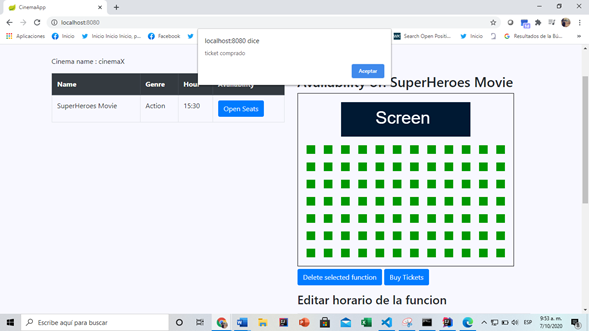 CinemaApp
localhost:8080
Aplicaciones Inicio Facebook Inicio Inicio Inicio, p... Facebook Search Open Positi... Inicio Resultados de la Bú...
localhost:8080 dice
ticket comprado
Aceptar
Cinema name : cinemaX
Availability of: SuperHeroes Movie
Name Genre Hour Availability
SuperHeroes Movie Action 15:30 Open Seats
Screen
Delete selected function Buy Tickets
Editar horario de la funcion
Escribe aquí para buscar
ESP
9:53 a. m.
7/10/2020